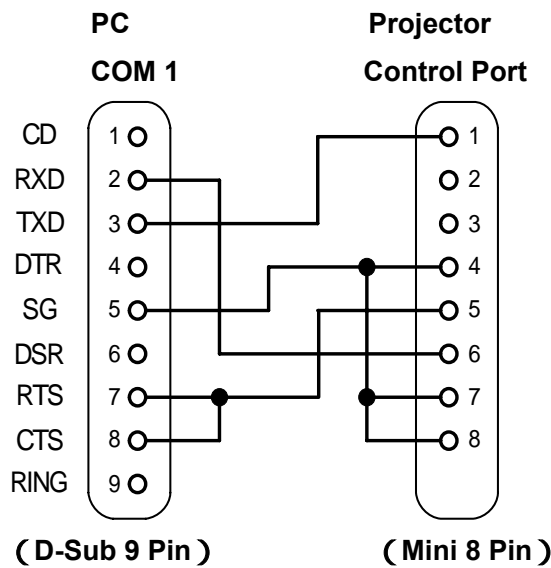 PC Projector
COM 1 Control Port
CD 1 1
RXD 2 2
TXD 3 3
DTR 4 4
SG 5 5
DSR 6 6
RTS 7 7
CTS 8 8
RING 9
(D-Sub 9 Pin) (Mini 8 Pin)